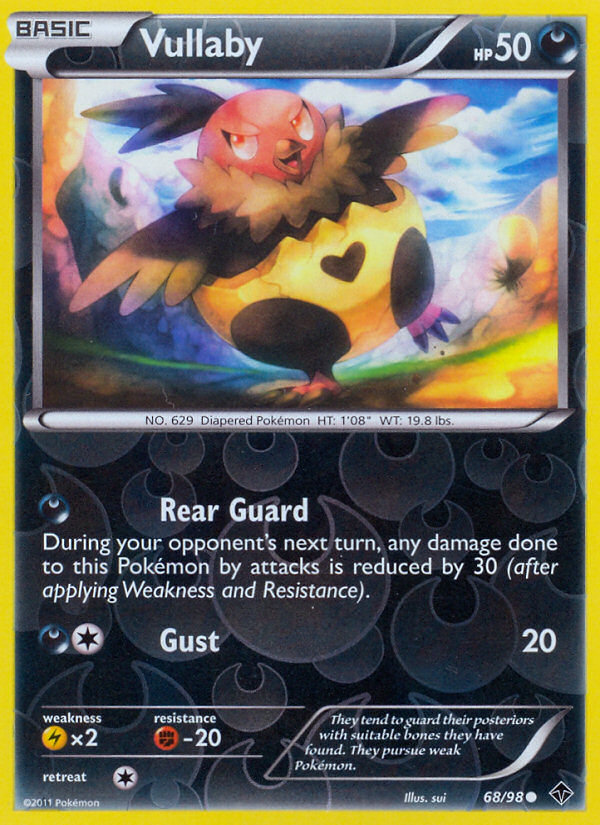 BASIC
Vullaby
HP 50
NO. 629 Diapered Pokémon HT: 1'08" WT: 19.8 lbs.
Rear Guard
During your opponent's next turn, any damage done
to this Pokémon by attacks is reduced by 30 (after
applying Weakness and Resistance).
Gust 20
weakness
×2
resistance
-20
retreat
They tend to guard their posteriors
with suitable bones they have
found. They pursue weak
Pokémon.
©2011 Pokémon
Illus. sui
68/98